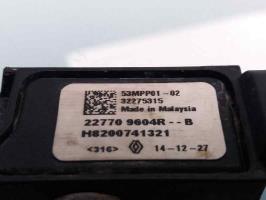 53MPP01-02
32275315
Made in Malaysia
22770 9604R--B
H8200741321
<316> 14-12-27